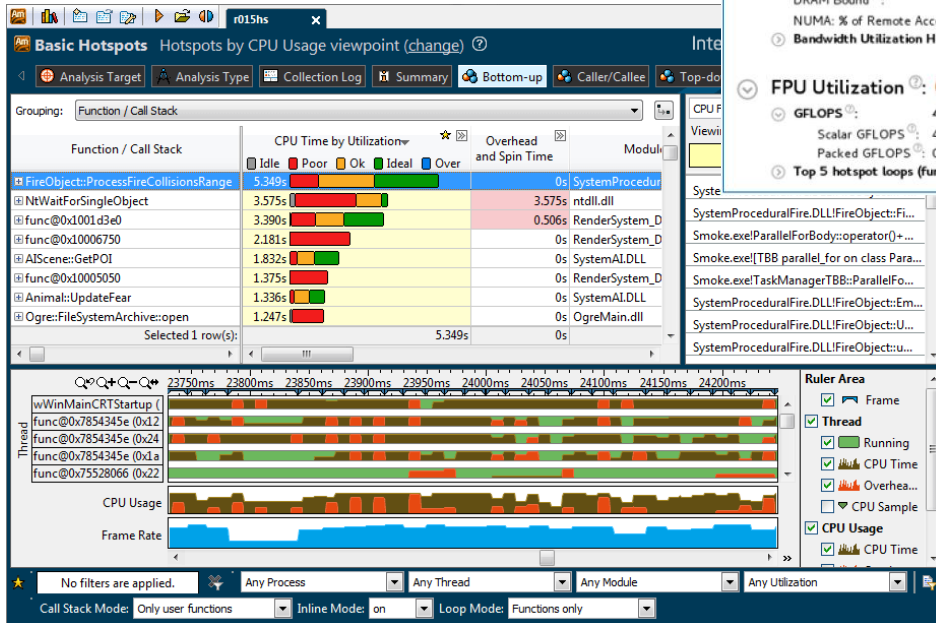 r015hs x
Basic Hotspots Hotspots by CPU Usage viewpoint (change) ?
Analysis Target Analysis Type Collection Log Summary Bottom-up Caller/Callee
Grouping: Function / Call Stack
Function / Call Stack
CPU Time by Utilization
Idle Poor Ok Ideal Over
Overhead
and Spin Time
FireObject::ProcessFireCollisionsRange 5.349s 0s
NtWaitForSingleObject 3.575s 3.575s ntdll.dll
func@0x1001d3e0 3.390s 0.506s RenderSystem_D
func@0x10006750 2.181s 0s RenderSystem_D
AIScene::GetPOI 1.832s 0s SystemAI.DLL
func@0x10005050 1.375s 0s RenderSystem_D
Animal::UpdateFear 1.336s 0s SystemAI.DLL
Ogre::FileSystemArchive::open 1.247s 0s OgreMain.dll
Selected 1 row(s): 5.349s 0s
NUMA: % of Remote Acc
Bandwidth Utilization H
FPU Utilization ?:
GFLOPS ?:
Scalar GFLOPS ?:
Packed GFLOPS ?:
Top 5 hotspot loops (fu
SystemProceduralFire.DLL!FireObject::Fi...
Smoke.exe!ParallelForBody::operator()+...
Smoke.exe![TBB parallel_for on class Para...
Smoke.exe!TaskManagerTBB::ParallelFo...
SystemProceduralFire.DLL!FireObject::Em...
SystemProceduralFire.DLL!FireObject::U...
SystemProceduralFire.DLL!FireObject::u...
23750ms 23800ms 23850ms 23900ms 23950ms 24000ms 24050ms 24100ms 24150ms 24200ms
Thread
wWinMainCRTStartup (
func@0x7854345e (0x12
func@0x7854345e (0x24
func@0x7854345e (0x1a
func@0x75528066 (0x22
CPU Usage
Frame Rate
Ruler Area
Frame
Thread
Running
CPU Time
Overhea...
CPU Sample
CPU Usage
CPU Time
No filters are applied. Any Process Any Thread Any Module Any Utilization
Call Stack Mode: Only user functions Inline Mode: on Loop Mode: Functions only